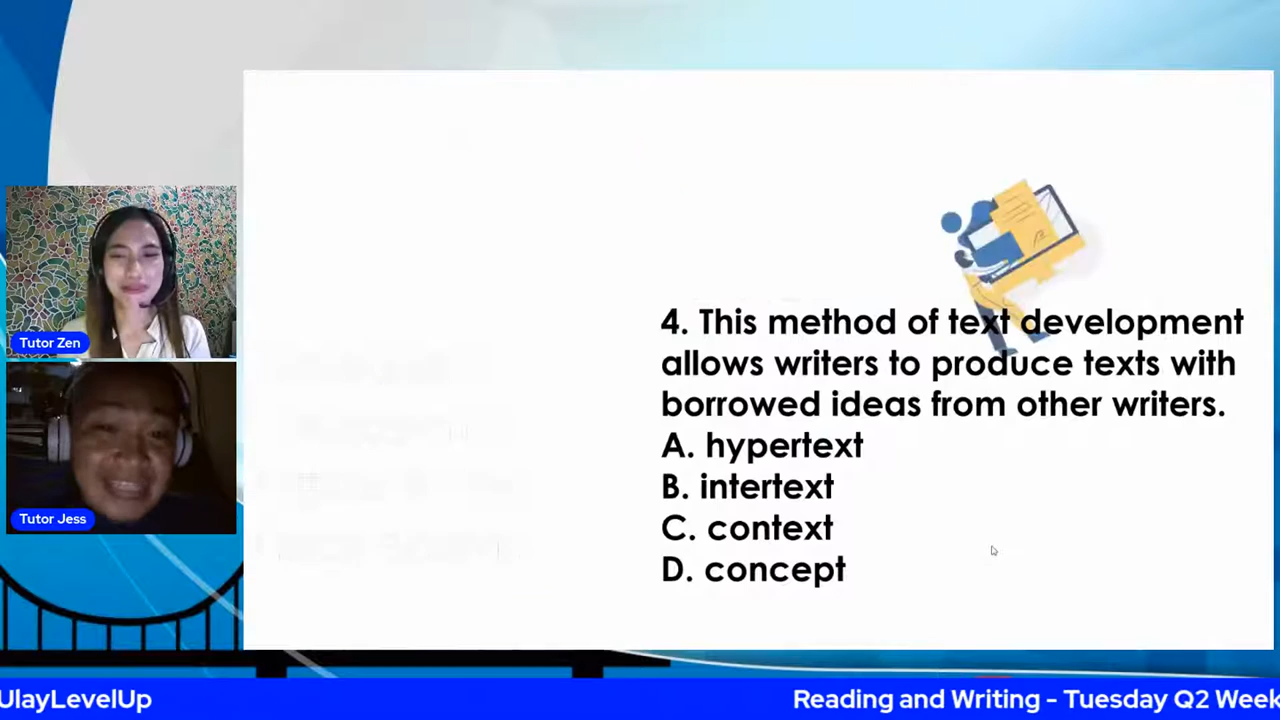 4. This method of text development
allows writers to produce texts with
borrowed ideas from other writers.
A. hypertext
B. intertext
C. context
D. concept
Tutor Zen
Tutor Jess
UlayLevelUp
Reading and Writing - Tuesday Q2 Week